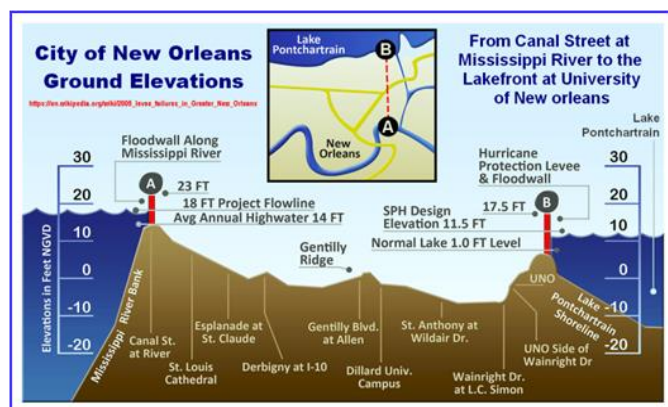 City of New Orleans
Ground Elevations
https://en.wikipedia.org/wiki/2005_levee_failures_in_Greater_New_Orleans
Lake
Pontchartrain
B
A
New
Orleans
From Canal Street at
Mississippi River to the
Lakefront at University
of New orleans
Lake
Pontchartrain
Floodwall Along
Mississippi River
A
23 FT
18 FT Project Flowline
Avg Annual Highwater 14 FT
Hurricane
Protection Levee
& Floodwall
17.5 FT
B
SPH Design
Elevation 11.5 FT
Normal Lake 1.0 FT Level
30
20
10
0
-10
-20
Elevations in Feet NGVD
30
20
10
0
-10
-20
Gentilly
Ridge
UNO
Mississippi River Bank
Lake Pontchartrain
Shoreline
Canal St.
at River
St. Louis
Cathedral
Esplanade at
St. Claude
Derbigny at I-10
Gentilly Blvd.
at Allen
Dillard Univ.
Campus
St. Anthony at
Wildair Dr.
Wainright Dr.
at L.C. Simon
UNO Side of
Wainright Dr